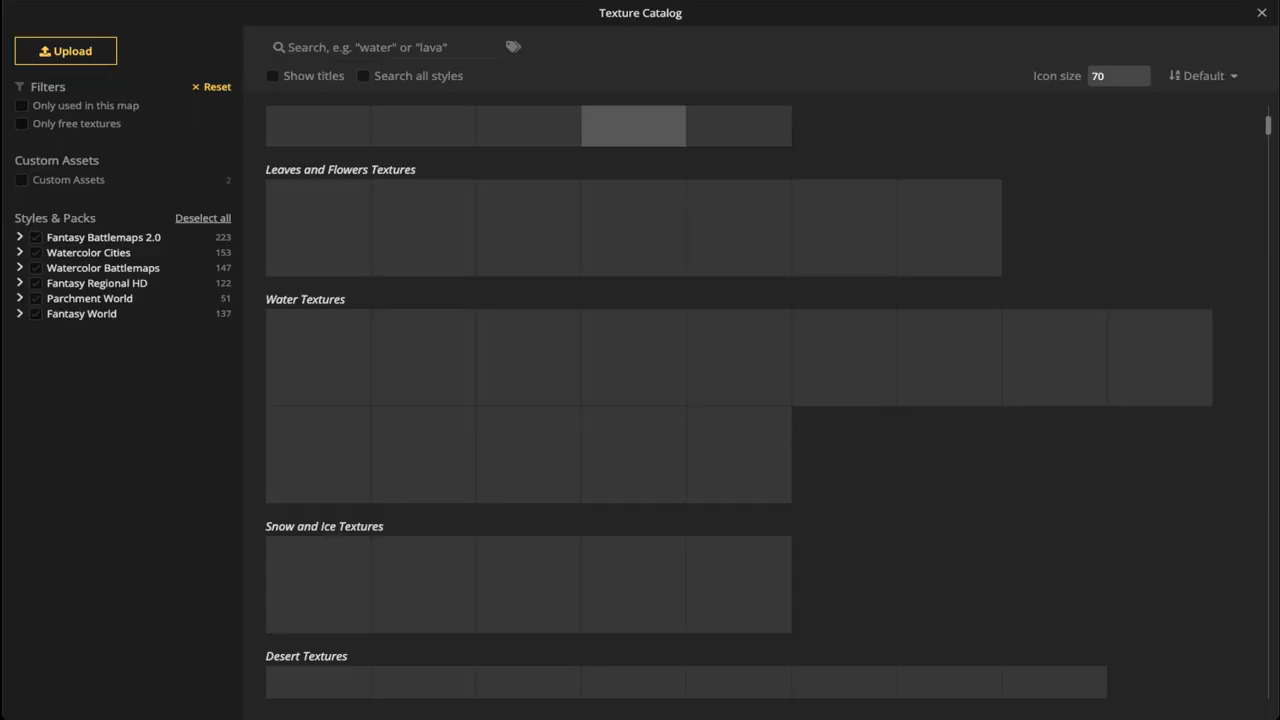 Texture Catalog
Upload
Filters
Reset
Only used in this map
Only free textures
Custom Assets
Custom Assets 2
Styles & Packs Deselect all
Fantasy Battlemaps 2.0 223
Watercolor Cities 153
Watercolor Battlemaps 147
Fantasy Regional HD 122
Parchment World 51
Fantasy World 137
Search, e.g. "water" or "lava"
Show titles Search all styles Icon size 70 Default
Leaves and Flowers Textures
Water Textures
Snow and Ice Textures
Desert Textures